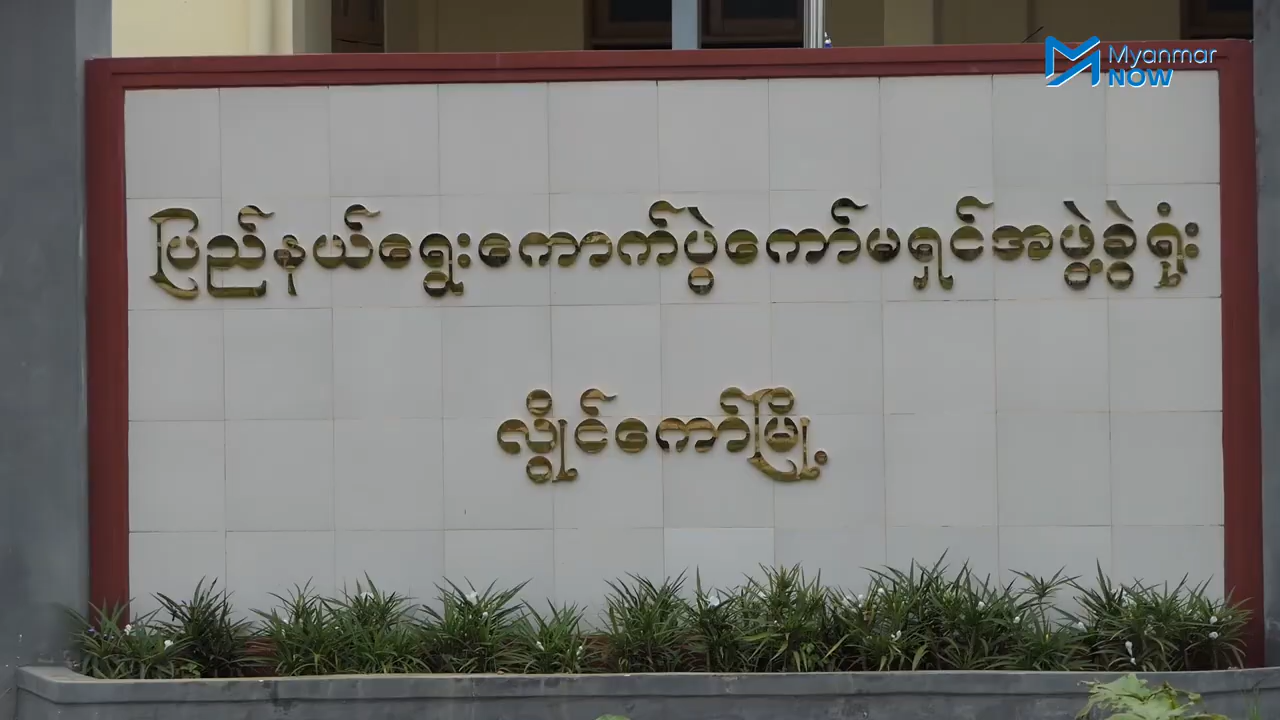 Myanmar
NOW
ပြည်နယ်ရွေးကောက်ပွဲကော်မရှင်အဖွဲ့ခွဲရုံး
လွိုင်ကော်မြို့